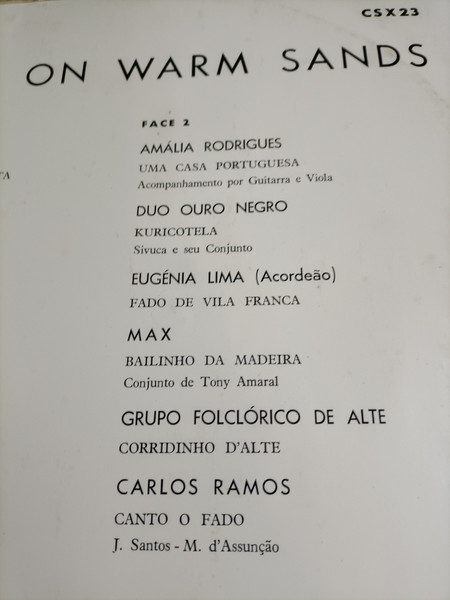 CSX23
ON WARM SANDS
FACE 2
AMÁLIA RODRIGUES
UMA CASA PORTUGUESA
Acompanhamento por Guitarra e Viola
DUO OURO NEGRO
KURICOTELA
Sivuca e seu Conjunto
EUGÉNIA LIMA (Acordeão)
FADO DE VILA FRANCA
MAX
BAILINHO DA MADEIRA
Conjunto de Tony Amaral
GRUPO FOLCLÓRICO DE ALTE
CORRIDINHO D'ALTE
CARLOS RAMOS
CANTO O FADO
J. Santos - M. d'Assunção